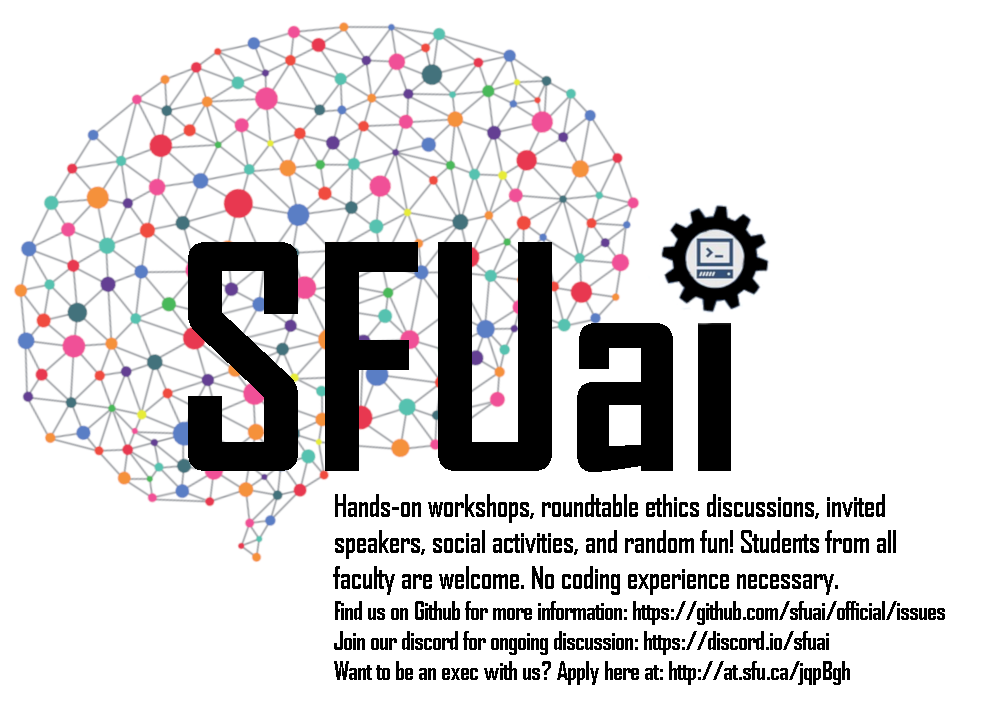 SFUai
Hands-on workshops, roundtable ethics discussions, invited
speakers, social activities, and random fun! Students from all
faculty are welcome. No coding experience necessary.
Find us on Github for more information: https://github.com/sfuai/official/issues
Join our discord for ongoing discussion: https://discord.io/sfuai
Want to be an exec with us? Apply here at: http://at.sfu.ca/jqpBgh